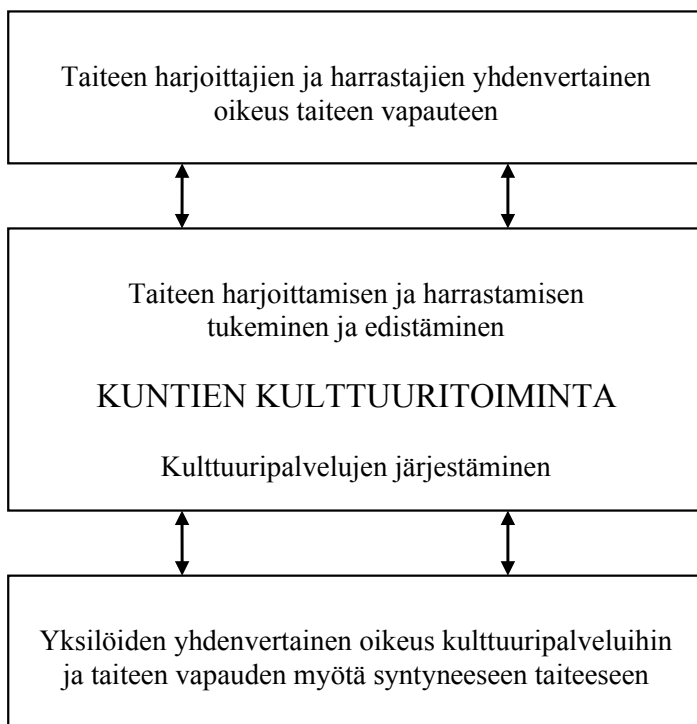 Taiteen harjoittajien ja harrastajien yhdenvertainen
oikeus taiteen vapauteen
Taiteen harjoittamisen ja harrastamisen
tukeminen ja edistäminen
KUNTIEN KULTTUURITOIMINTA
Kulttuuripalvelujen järjestäminen
Yksilöiden yhdenvertainen oikeus kulttuuripalveluihin
ja taiteen vapauden myötä syntyneeseen taiteeseen